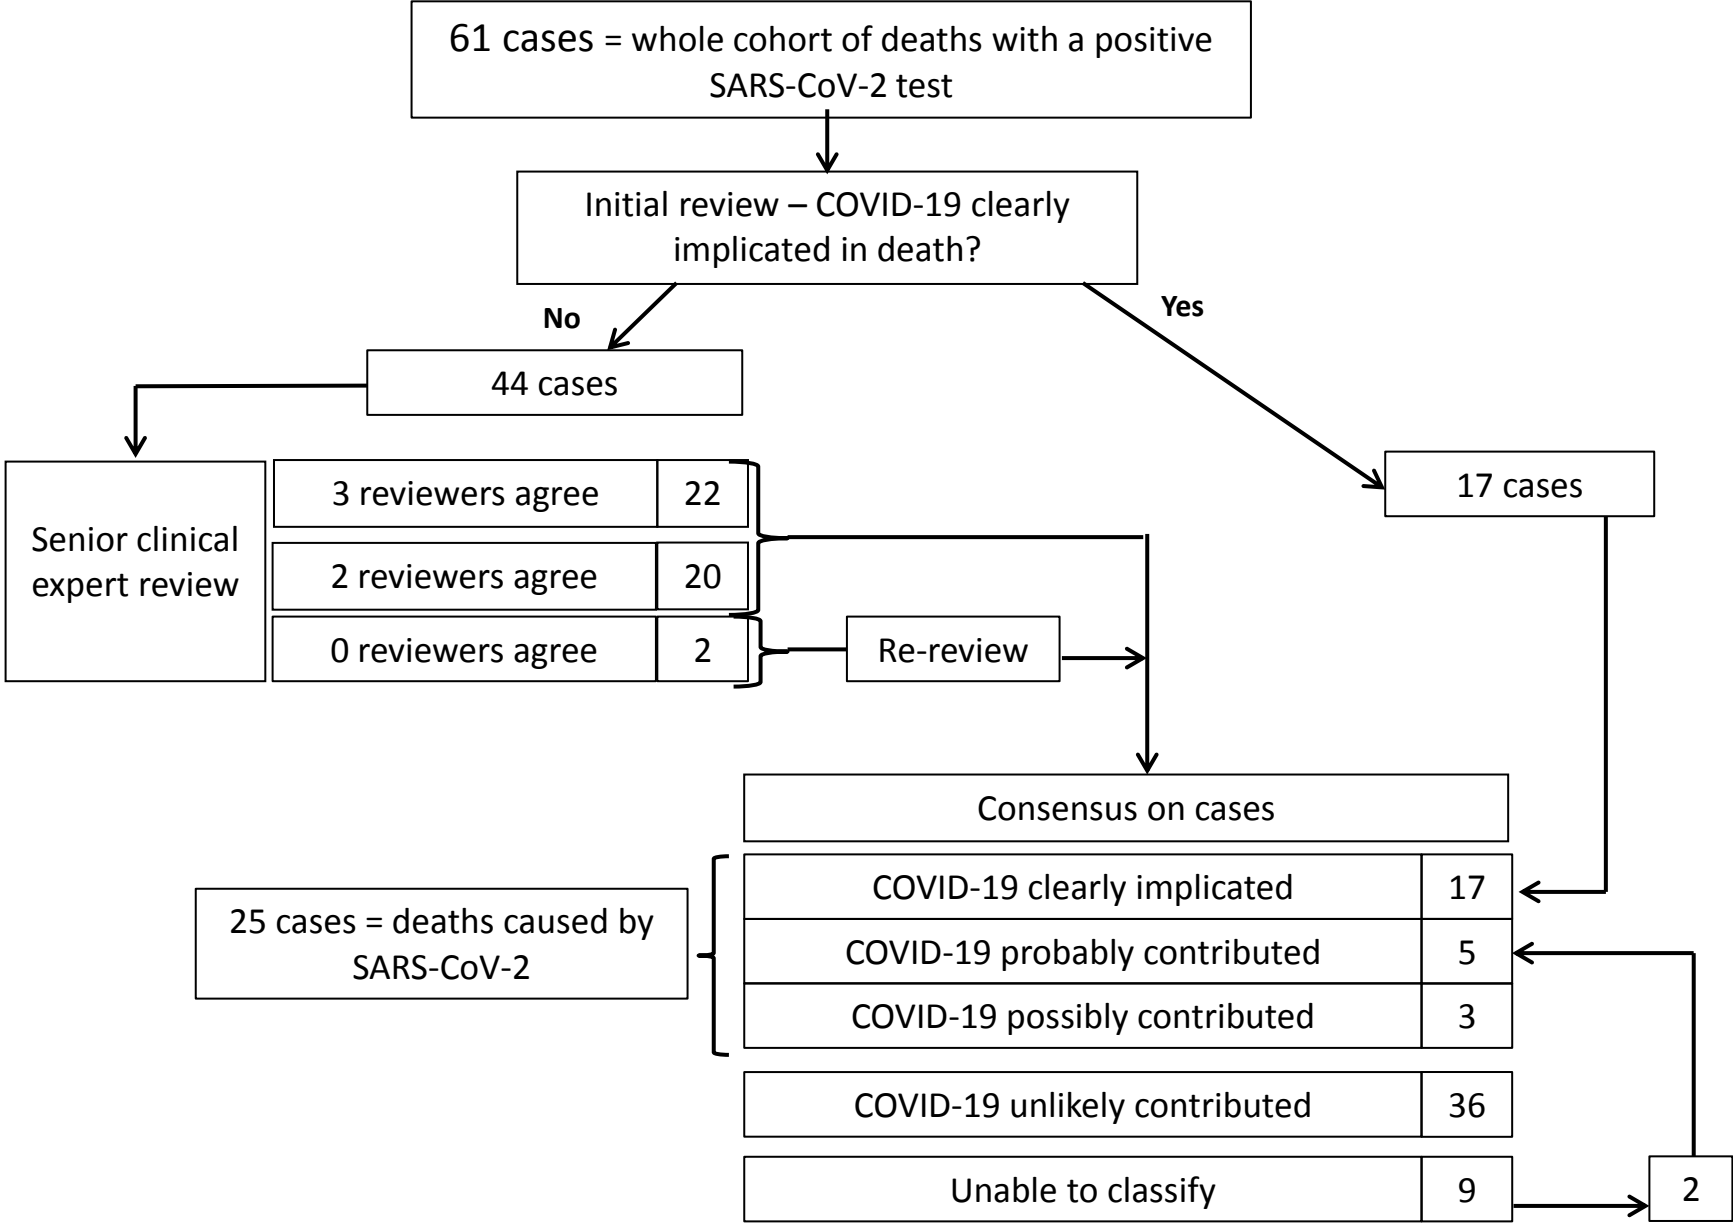 61 cases = whole cohort of deaths with a positive
SARS-CoV-2 test
Initial review – COVID-19 clearly
implicated in death?
No
Yes
44 cases
17 cases
Senior clinical
expert review
3 reviewers agree 22
2 reviewers agree 20
0 reviewers agree 2
Re-review
Consensus on cases
25 cases = deaths caused by
SARS-CoV-2
COVID-19 clearly implicated 17
COVID-19 probably contributed 5
COVID-19 possibly contributed 3
COVID-19 unlikely contributed 36
Unable to classify 9
2